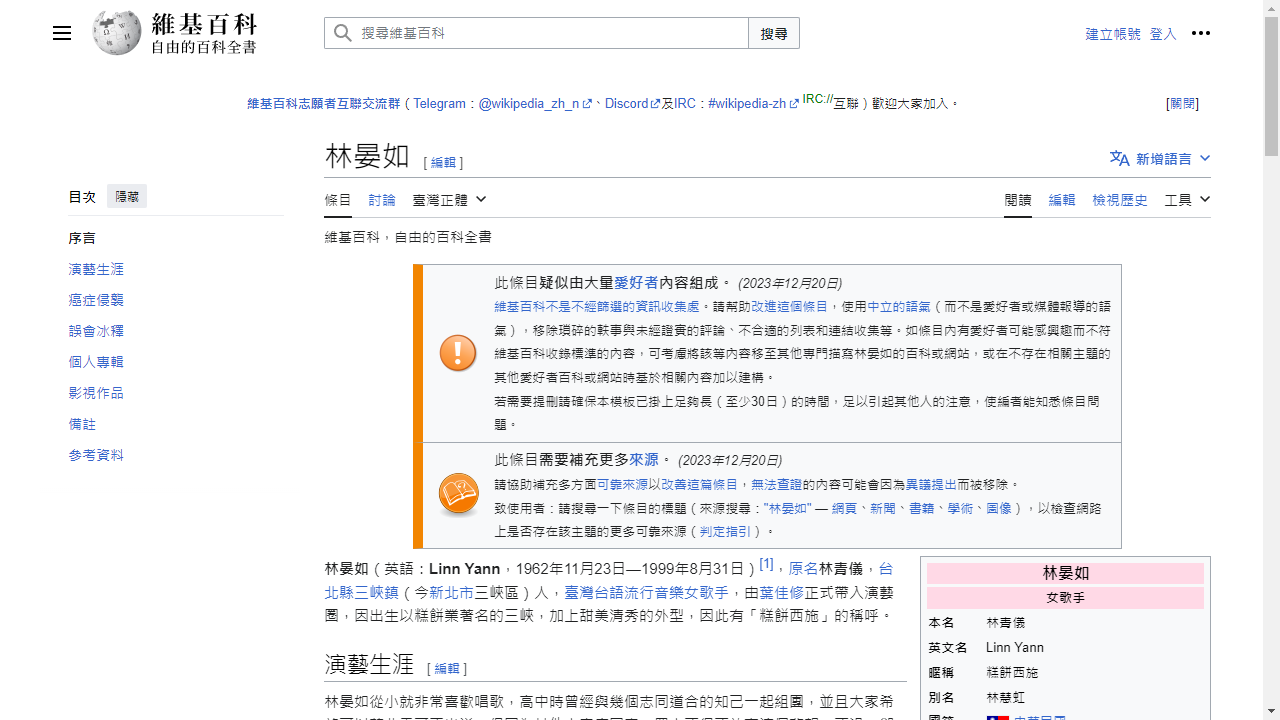 維基百科
自由的百科全書
搜尋維基百科
搜尋
建立帳號 登入
維基百科志願者互聯交流群（Telegram：@wikipedia_zh_n、Discord及IRC：#wikipedia-zh IRC://互聯）歡迎大家加入。
[關閉]
林晏如 [ 編輯 ]
新增語言
目次 隱藏
序言
演藝生涯
癌症侵襲
誤會冰釋
個人專輯
影視作品
備註
參考資料
條目 討論 臺灣正體
閱讀 編輯 檢視歷史 工具
維基百科，自由的百科全書
此條目疑似由大量愛好者內容組成。 (2023年12月20日)
維基百科不是不經篩選的資訊收集處。請幫助改進這個條目，使用中立的語氣（而不是愛好者或媒體報導的語
氣），移除瑣碎的軼事與未經證實的評論、不合適的列表和連結收集等。如條目內有愛好者可能感興趣而不符
維基百科收錄標準的內容，可考慮將該等內容移至其他專門描寫林晏如的百科或網站，或在不存在相關主題的
其他愛好者百科或網站時基於相關內容加以建構。
若需要提刪請確保本模板已掛上足夠長（至少30日）的時間，足以引起其他人的注意，使編者能知悉條目問
題。
此條目需要補充更多來源。 (2023年12月20日)
請協助補充多方面可靠來源以改善這篇條目，無法查證的內容可能會因為異議提出而被移除。
致使用者：請搜尋一下條目的標題（來源搜尋："林晏如" — 網頁、新聞、書籍、學術、圖像），以檢查網路
上是否存在該主題的更多可靠來源（判定指引）。
林晏如（英語：Linn Yann，1962年11月23日—1999年8月31日）[1]，原名林青儀，台
北縣三峽鎮（今新北市三峽區）人，臺灣台語流行音樂女歌手，由葉佳修正式帶入演藝
圈，因出生以糕餅業著名的三峽，加上甜美清秀的外型，因此有「糕餅西施」的稱呼。
林晏如
女歌手
本名 林青儀
英文名 Linn Yann
暱稱 糕餅西施
別名 林慧虹
國籍 中華民國
演藝生涯 [ 編輯 ]
林晏如從小就非常喜歡唱歌，高中時曾經與幾個志同道合的知己一起組團，並且大家希